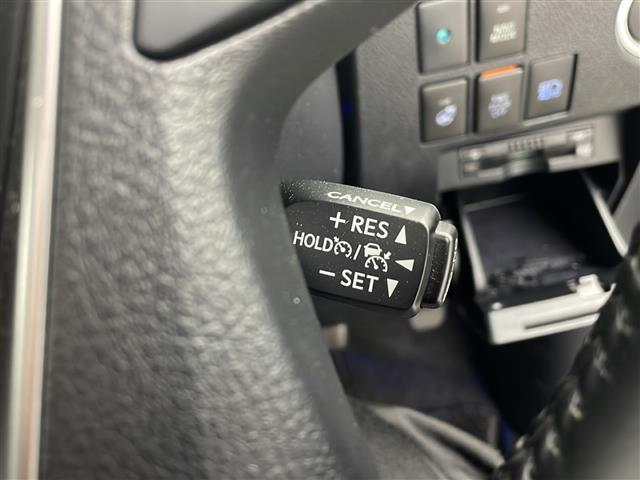 CANCEL▼
+ RES ▲
HOLD / ◀
− SET ▼